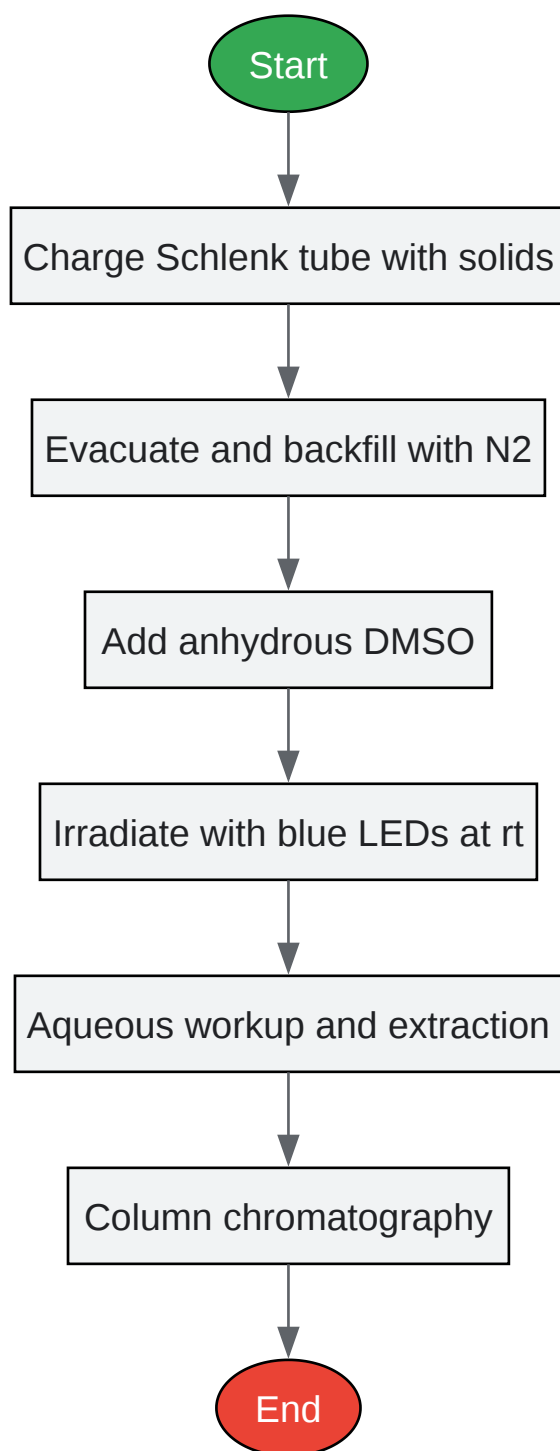 Start
Charge Schlenk tube with solids
Evacuate and backfill with N2
Add anhydrous DMSO
Irradiate with blue LEDs at rt
Aqueous workup and extraction
Column chromatography
End